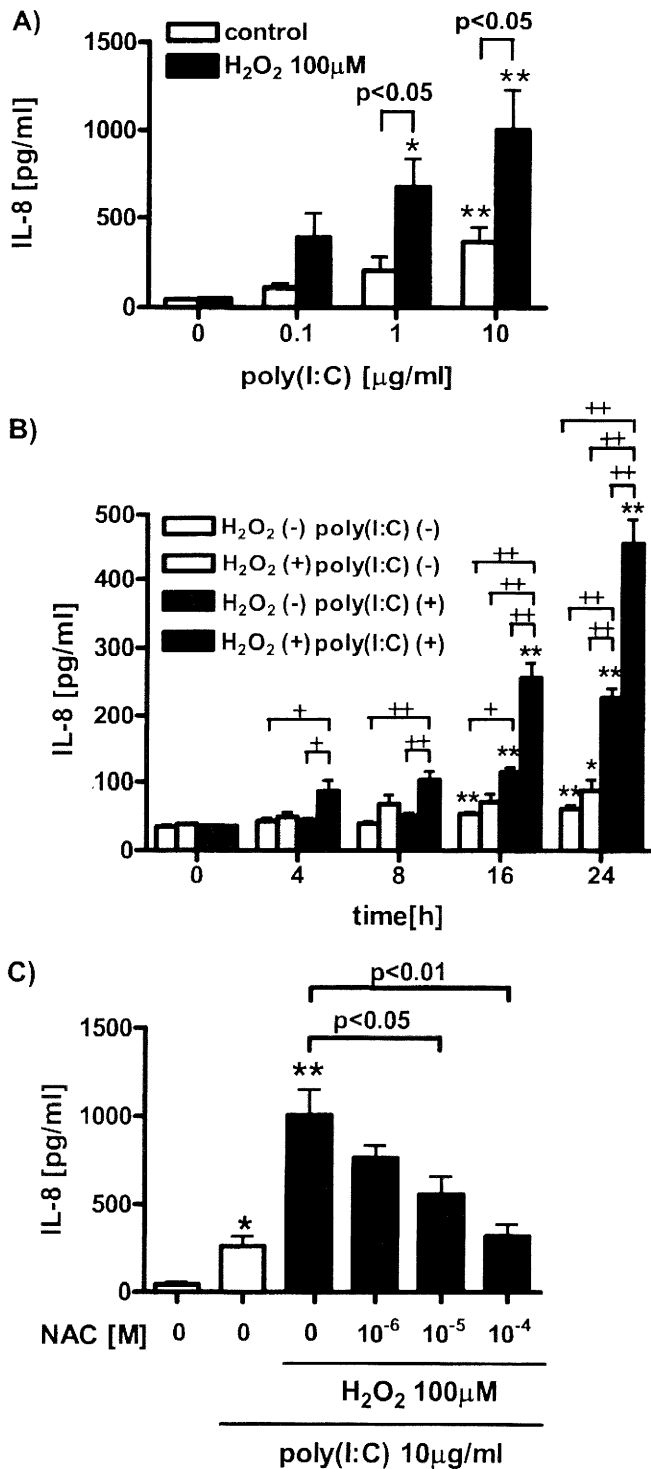 A)
control
H₂O₂ 100μM
IL-8 [pg/ml]
1500
1000
500
0
p<0.05
p<0.05
*
**
**
0 0.1 1 10
poly(I:C) [μg/ml]
B)
H₂O₂ (-) poly(I:C) (-)
H₂O₂ (+) poly(I:C) (-)
H₂O₂ (-) poly(I:C) (+)
H₂O₂ (+) poly(I:C) (+)
IL-8 [pg/ml]
500
400
300
200
100
0
+
+
++
++
++
++
++
+
**
**
**
++
++
++
++
++
**
**
**
*
0 4 8 16 24
time[h]
C)
p<0.01
p<0.05
IL-8 [pg/ml]
1500
1000
500
0
*
**
NAC [M] 0 0 0 10⁻⁶ 10⁻⁵ 10⁻⁴
H₂O₂ 100μM
poly(I:C) 10μg/ml